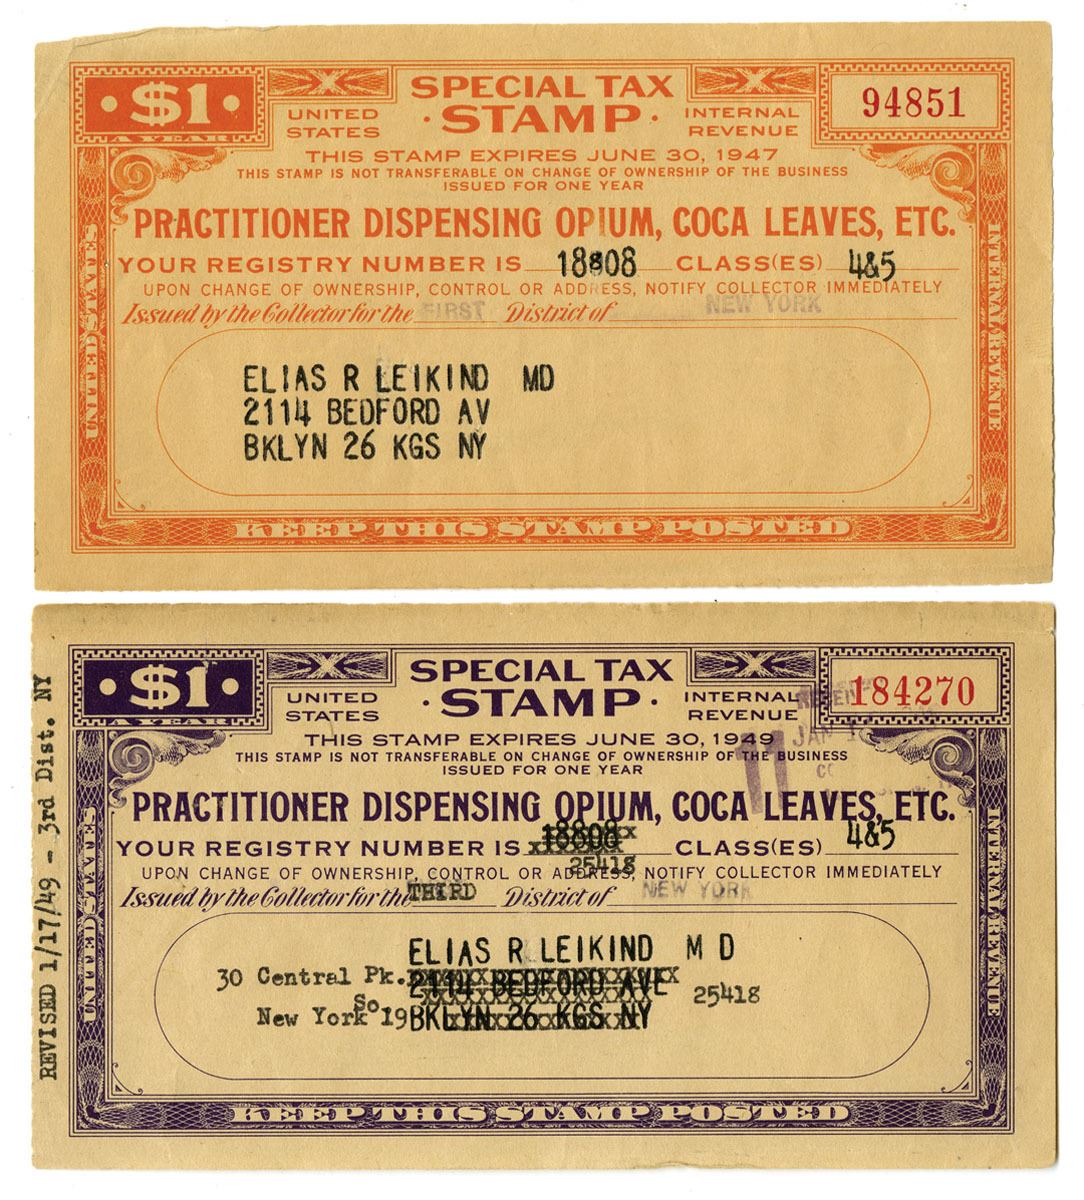 $1
A YEAR
UNITED STATES
SPECIAL TAX
STAMP
INTERNAL REVENUE
94851
THIS STAMP EXPIRES JUNE 30, 1947
THIS STAMP IS NOT TRANSFERABLE ON CHANGE OF OWNERSHIP OF THE BUSINESS
ISSUED FOR ONE YEAR
PRACTITIONER DISPENSING OPIUM, COCA LEAVES, ETC.
YOUR REGISTRY NUMBER IS 18808 CLASS(ES) 4&5
UPON CHANGE OF OWNERSHIP, CONTROL OR ADDRESS, NOTIFY COLLECTOR IMMEDIATELY
Issued by the Collector for the FIRST District of NEW YORK
ELIAS R LEIKIND MD
2114 BEDFORD AV
BKLYN 26 KGS NY
UNITED STATES
INTERNAL REVENUE
KEEP THIS STAMP POSTED
REVISED 1/17/49 - 3rd Dist. NY
$1
A YEAR
UNITED STATES
SPECIAL TAX
STAMP
INTERNAL REVENUE
184270
THIS STAMP EXPIRES JUNE 30, 1949
11 JAN
THIS STAMP IS NOT TRANSFERABLE ON CHANGE OF OWNERSHIP OF THE BUSINESS
ISSUED FOR ONE YEAR
PRACTITIONER DISPENSING OPIUM, COCA LEAVES, ETC.
YOUR REGISTRY NUMBER IS 18808 CLASS(ES) 4&5
25418
UPON CHANGE OF OWNERSHIP, CONTROL OR ADDRESS, NOTIFY COLLECTOR IMMEDIATELY
Issued by the Collector for the THIRD District of NEW YORK
ELIAS R LEIKIND M D
30 Central Pk. So 2114 BEDFORD AVE 25418
New York 19 BKLYN 26 KGS NY
UNITED STATES
INTERNAL REVENUE
KEEP THIS STAMP POSTED